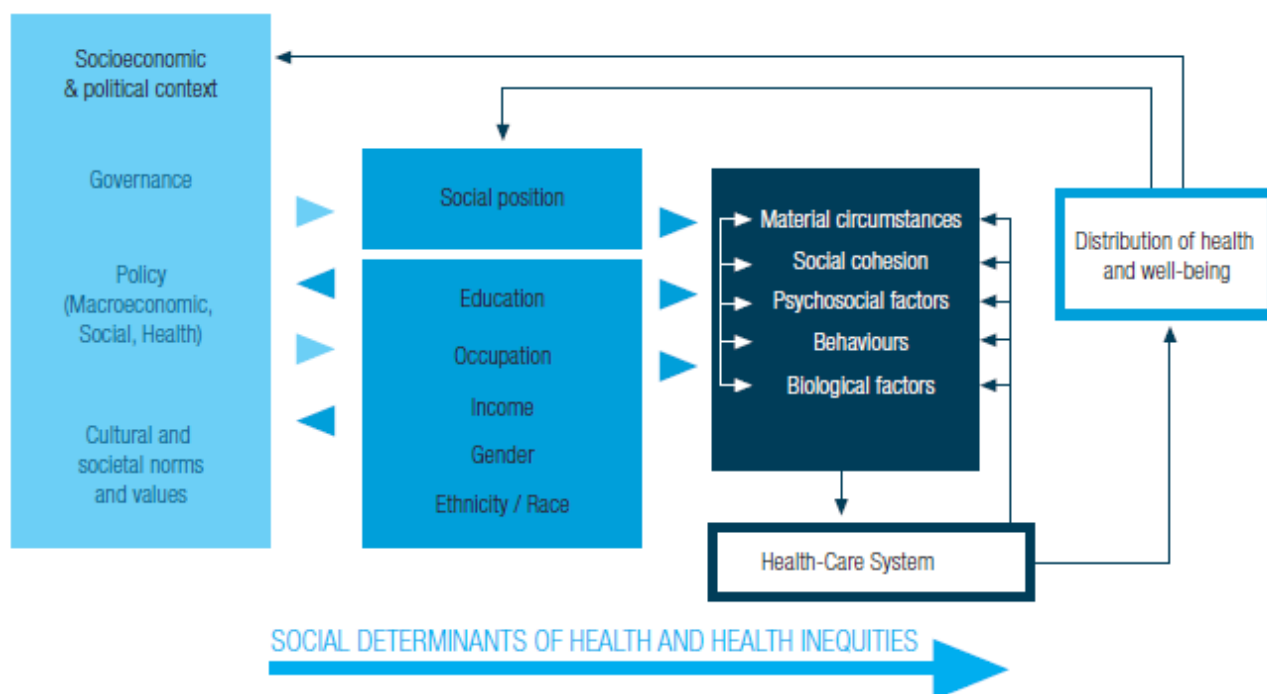 Socioeconomic
& political context
Governance
Policy
(Macroeconomic,
Social, Health)
Cultural and
societal norms
and values
Social position
Education
Occupation
Income
Gender
Ethnicity / Race
Material circumstances
Social cohesion
Psychosocial factors
Behaviours
Biological factors
Health-Care System
Distribution of health
and well-being
SOCIAL DETERMINANTS OF HEALTH AND HEALTH INEQUITIES